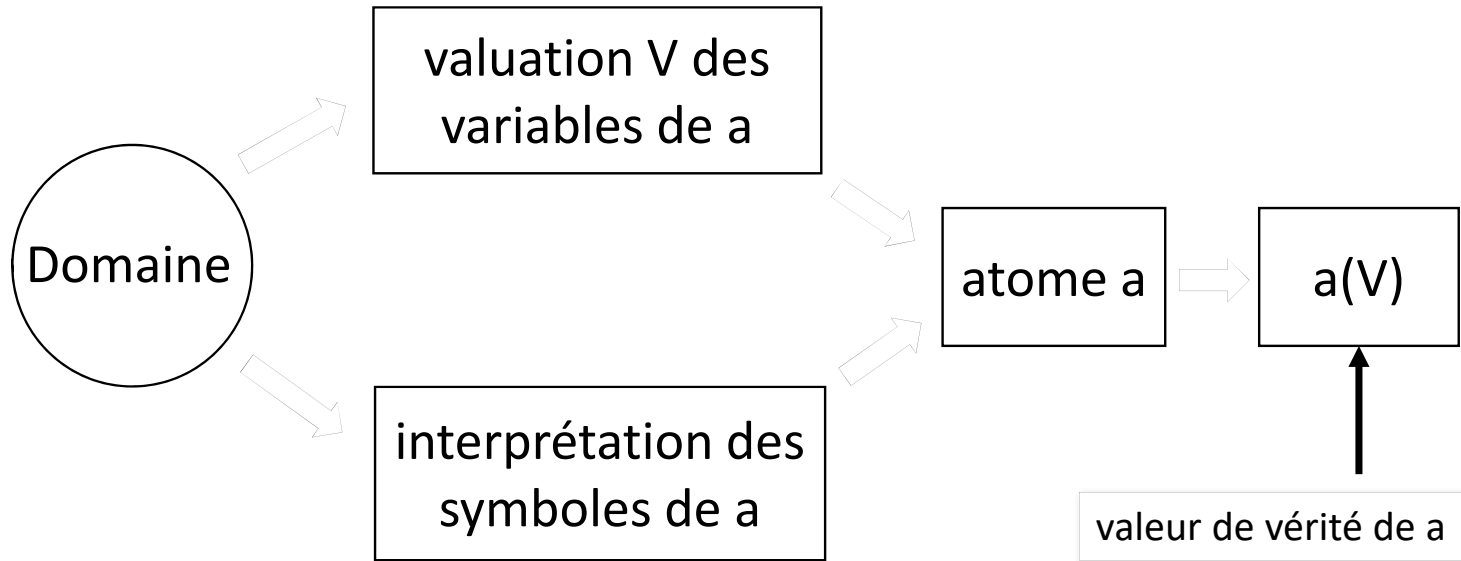 valuation V des
variables de a
Domaine
atome a
a(V)
interprétation des
symboles de a
valeur de vérité de a